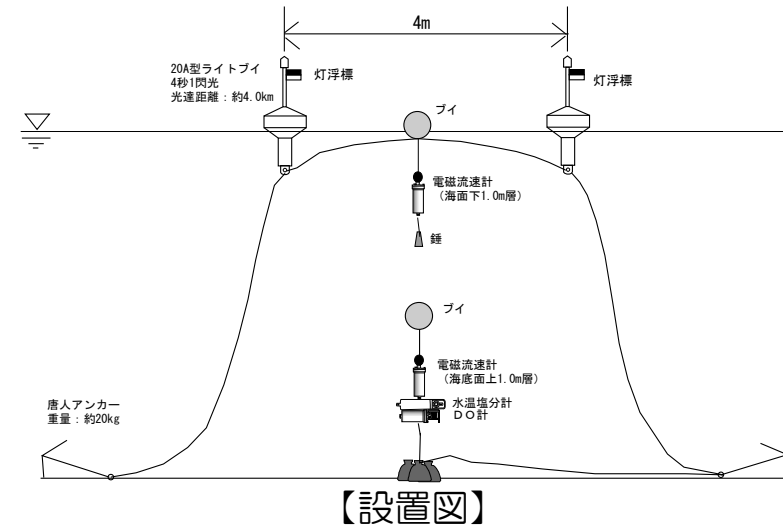 4m
20A型ライトブイ
4秒1閃光
光達距離：約4.0km
灯浮標
灯浮標
ブイ
電磁流速計
（海面下1.0m層）
錘
ブイ
電磁流速計
（海底面上1.0m層）
水温塩分計
ＤＯ計
唐人アンカー
重量：約20kg
【設置図】